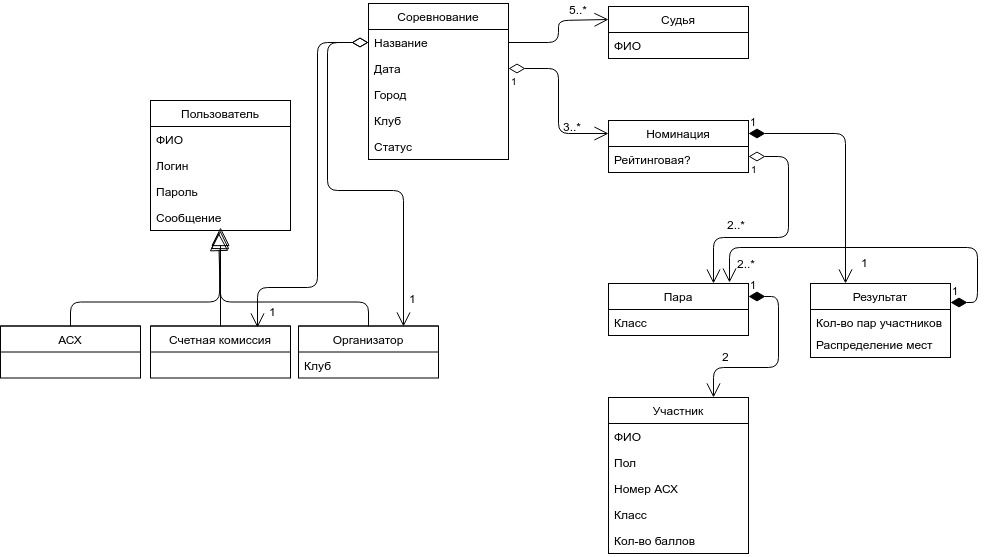 Соревнование
Название
Дата
Город
Клуб
Статус
5..*
Судья
ФИО
1
3..*
Номинация
Рейтинговая?
1
1
Пользователь
ФИО
Логин
Пароль
Сообщение
2..*
2..*
1
Пара
Класс
1
Результат
Кол-во пар участников
Распределение мест
1
1
1
АСХ
Счетная комиссия
Организатор
Клуб
2
Участник
ФИО
Пол
Номер АСХ
Класс
Кол-во баллов